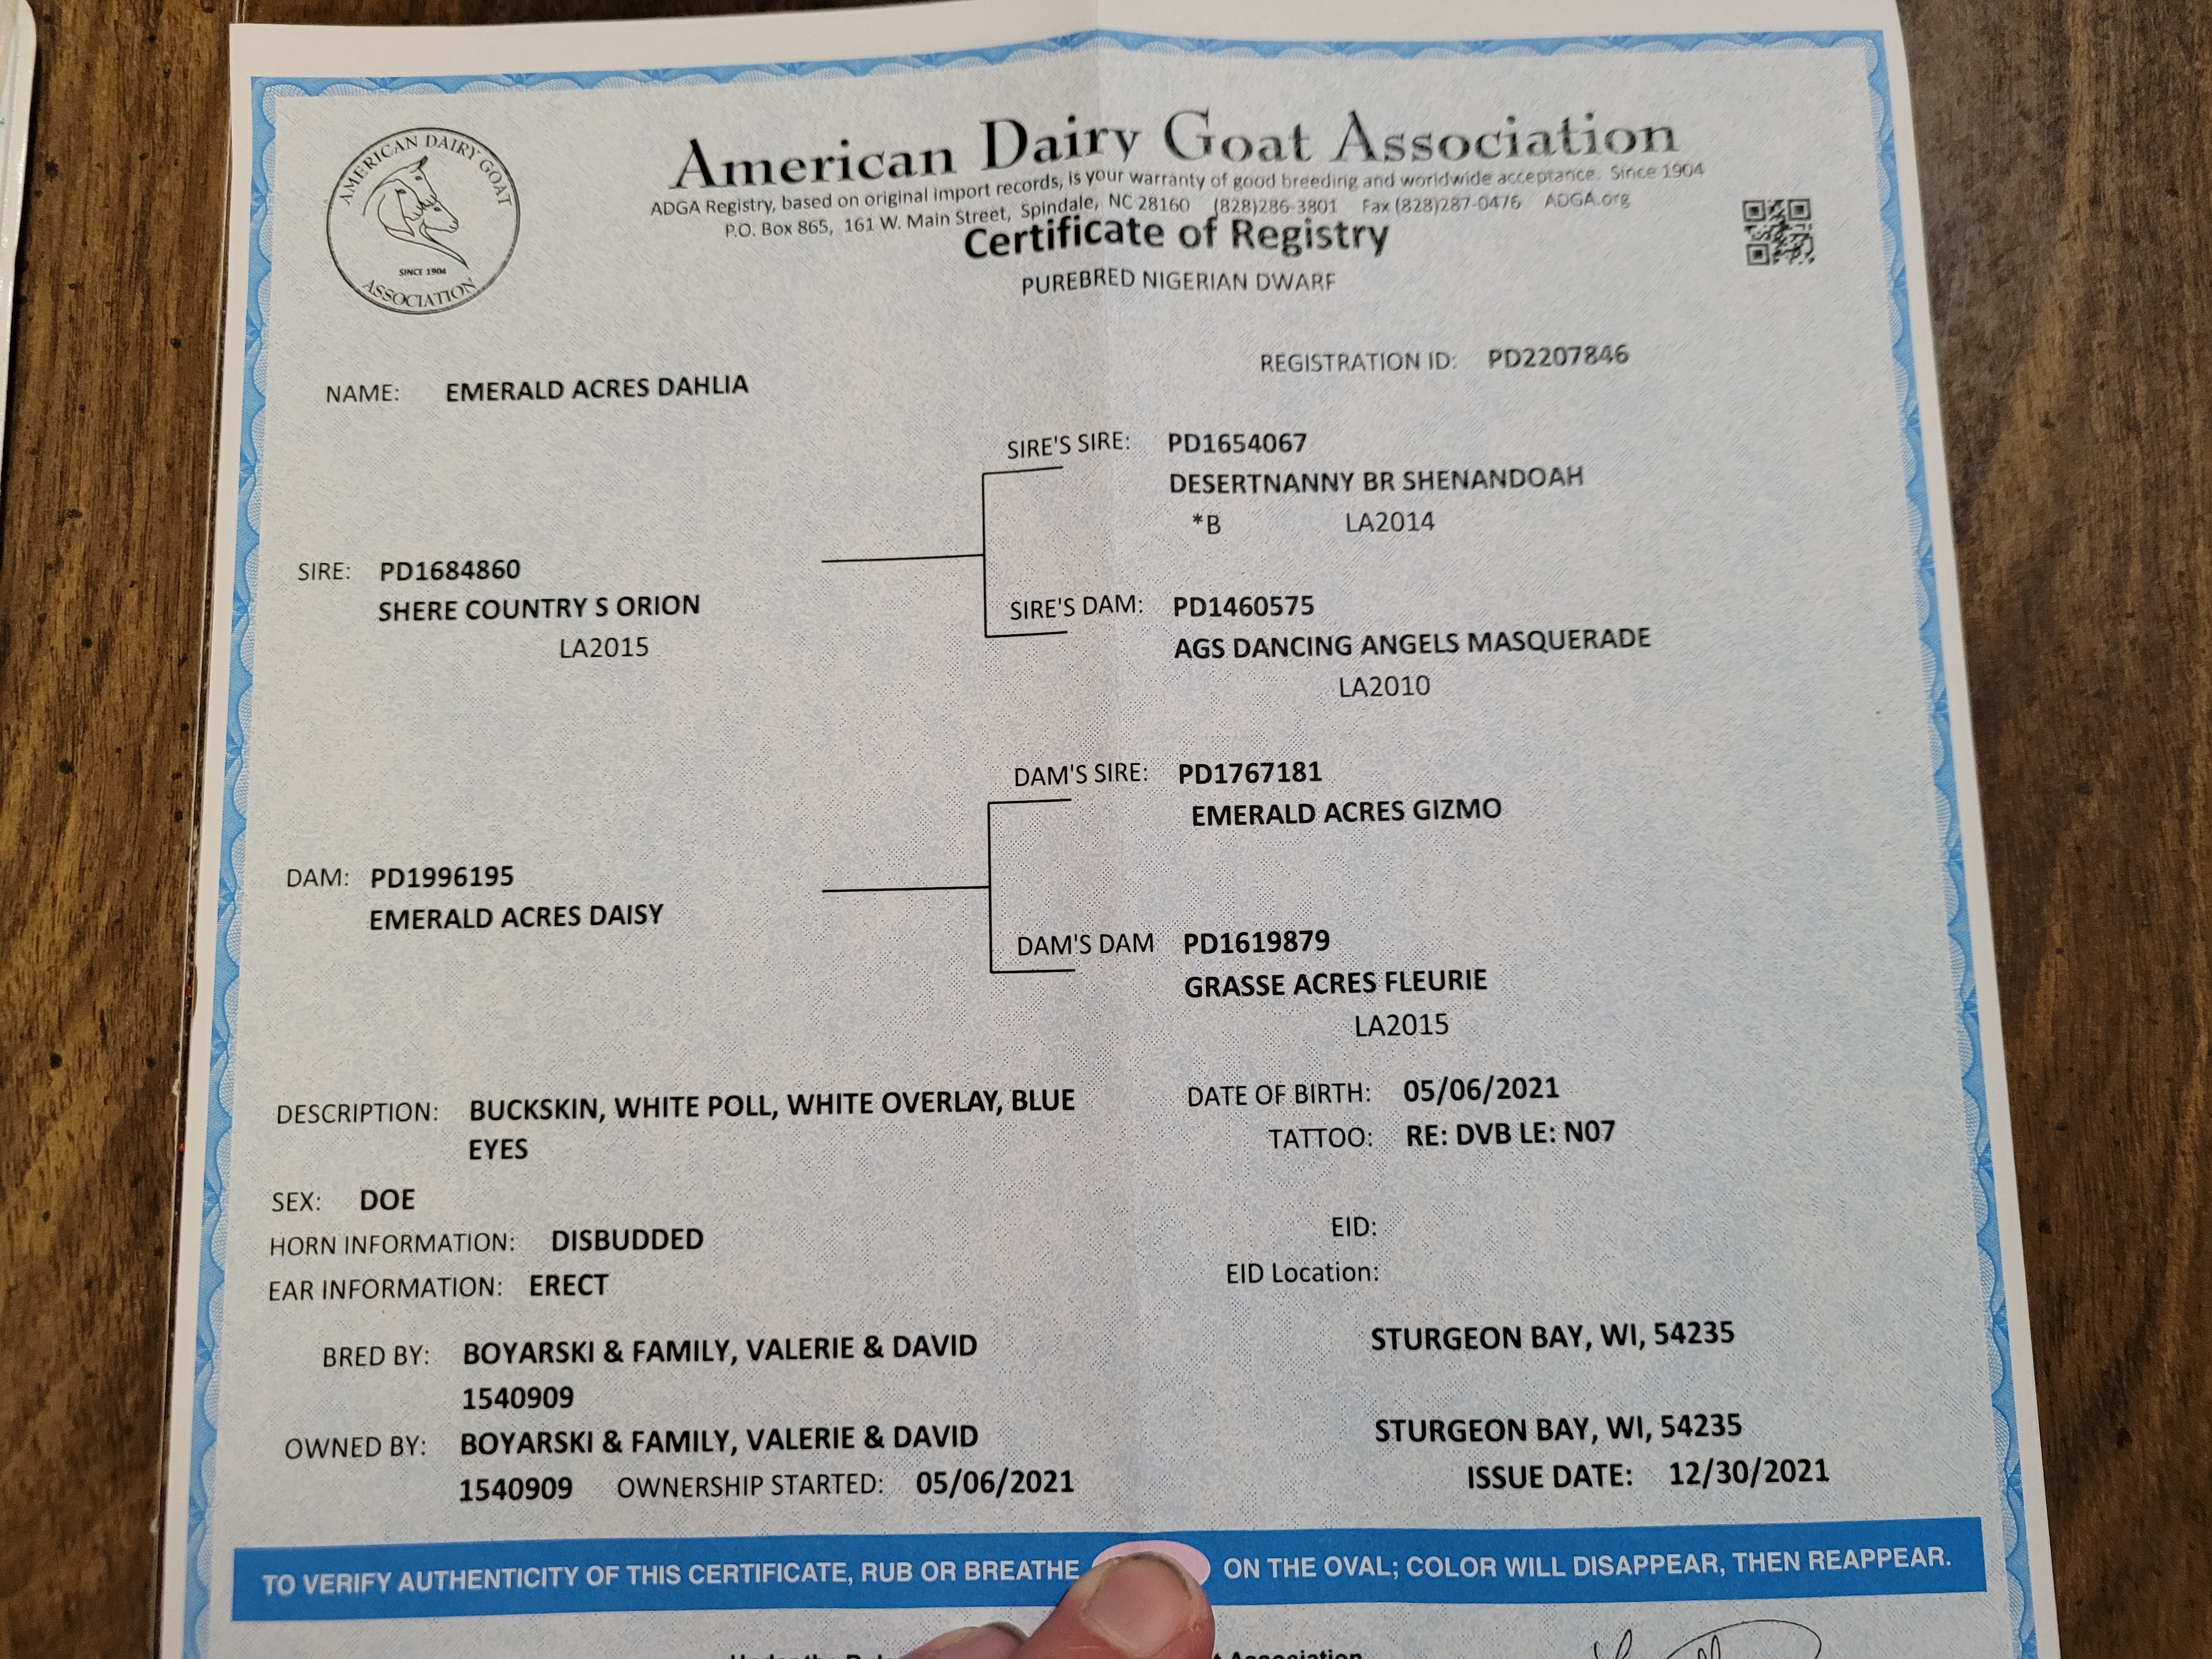 AMERICAN DAIRY GOAT
SINCE 1904
ASSOCIATION
American Dairy Goat Association
ADGA Registry, based on original import records, is your warranty of good breeding and worldwide acceptance. Since 1904
P.O. Box 865, 161 W. Main Street, Spindale, NC 28160 (828)286-3801 Fax (828)287-0476 ADGA.org
Certificate of Registry
PUREBRED NIGERIAN DWARF
NAME: EMERALD ACRES DAHLIA
REGISTRATION ID: PD2207846
SIRE'S SIRE: PD1654067
DESERTNANNY BR SHENANDOAH
*B LA2014
SIRE: PD1684860
SHERE COUNTRY S ORION
LA2015
SIRE'S DAM: PD1460575
AGS DANCING ANGELS MASQUERADE
LA2010
DAM'S SIRE: PD1767181
EMERALD ACRES GIZMO
DAM: PD1996195
EMERALD ACRES DAISY
DAM'S DAM PD1619879
GRASSE ACRES FLEURIE
LA2015
DESCRIPTION: BUCKSKIN, WHITE POLL, WHITE OVERLAY, BLUE
EYES
DATE OF BIRTH: 05/06/2021
TATTOO: RE: DVB LE: N07
SEX: DOE
HORN INFORMATION: DISBUDDED
EAR INFORMATION: ERECT
EID:
EID Location:
BRED BY: BOYARSKI & FAMILY, VALERIE & DAVID
1540909
STURGEON BAY, WI, 54235
OWNED BY: BOYARSKI & FAMILY, VALERIE & DAVID
1540909 OWNERSHIP STARTED: 05/06/2021
STURGEON BAY, WI, 54235
ISSUE DATE: 12/30/2021
TO VERIFY AUTHENTICITY OF THIS CERTIFICATE, RUB OR BREATHE ON THE OVAL; COLOR WILL DISAPPEAR, THEN REAPPEAR.
Under the Association